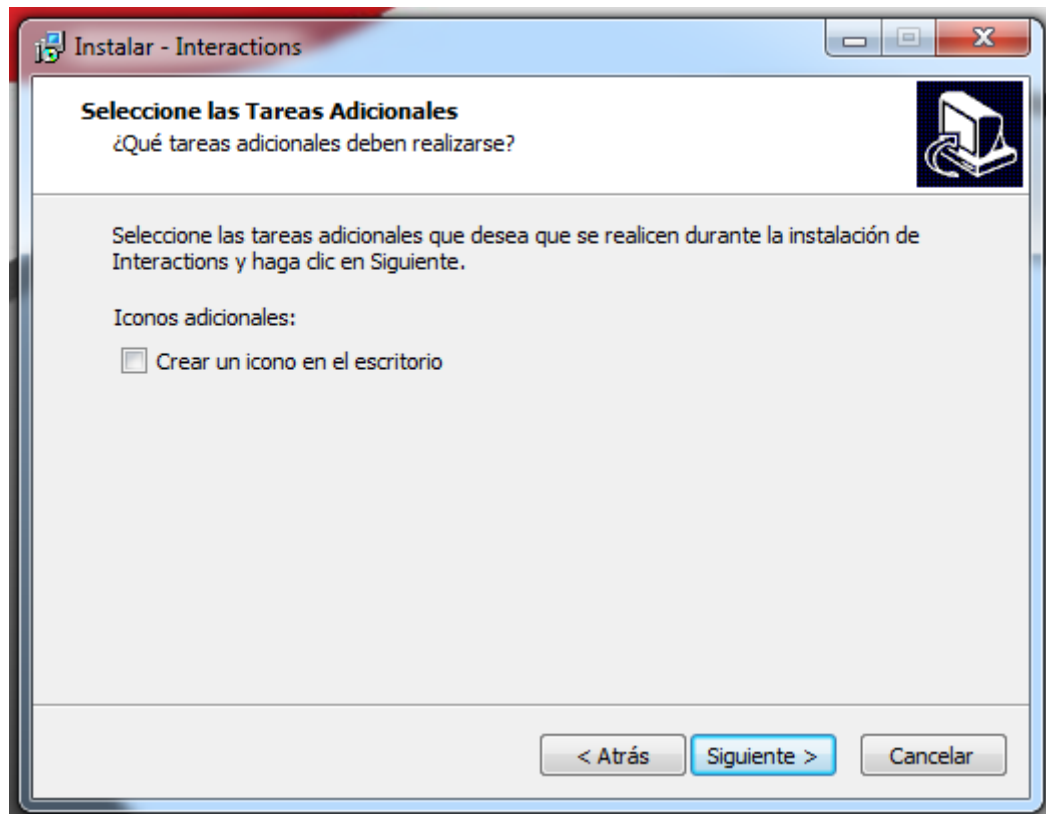 Instalar - Interactions
Seleccione las Tareas Adicionales
¿Qué tareas adicionales deben realizarse?
Seleccione las tareas adicionales que desea que se realicen durante la instalación de
Interactions y haga clic en Siguiente.
Iconos adicionales:
Crear un icono en el escritorio
< Atrás Siguiente > Cancelar